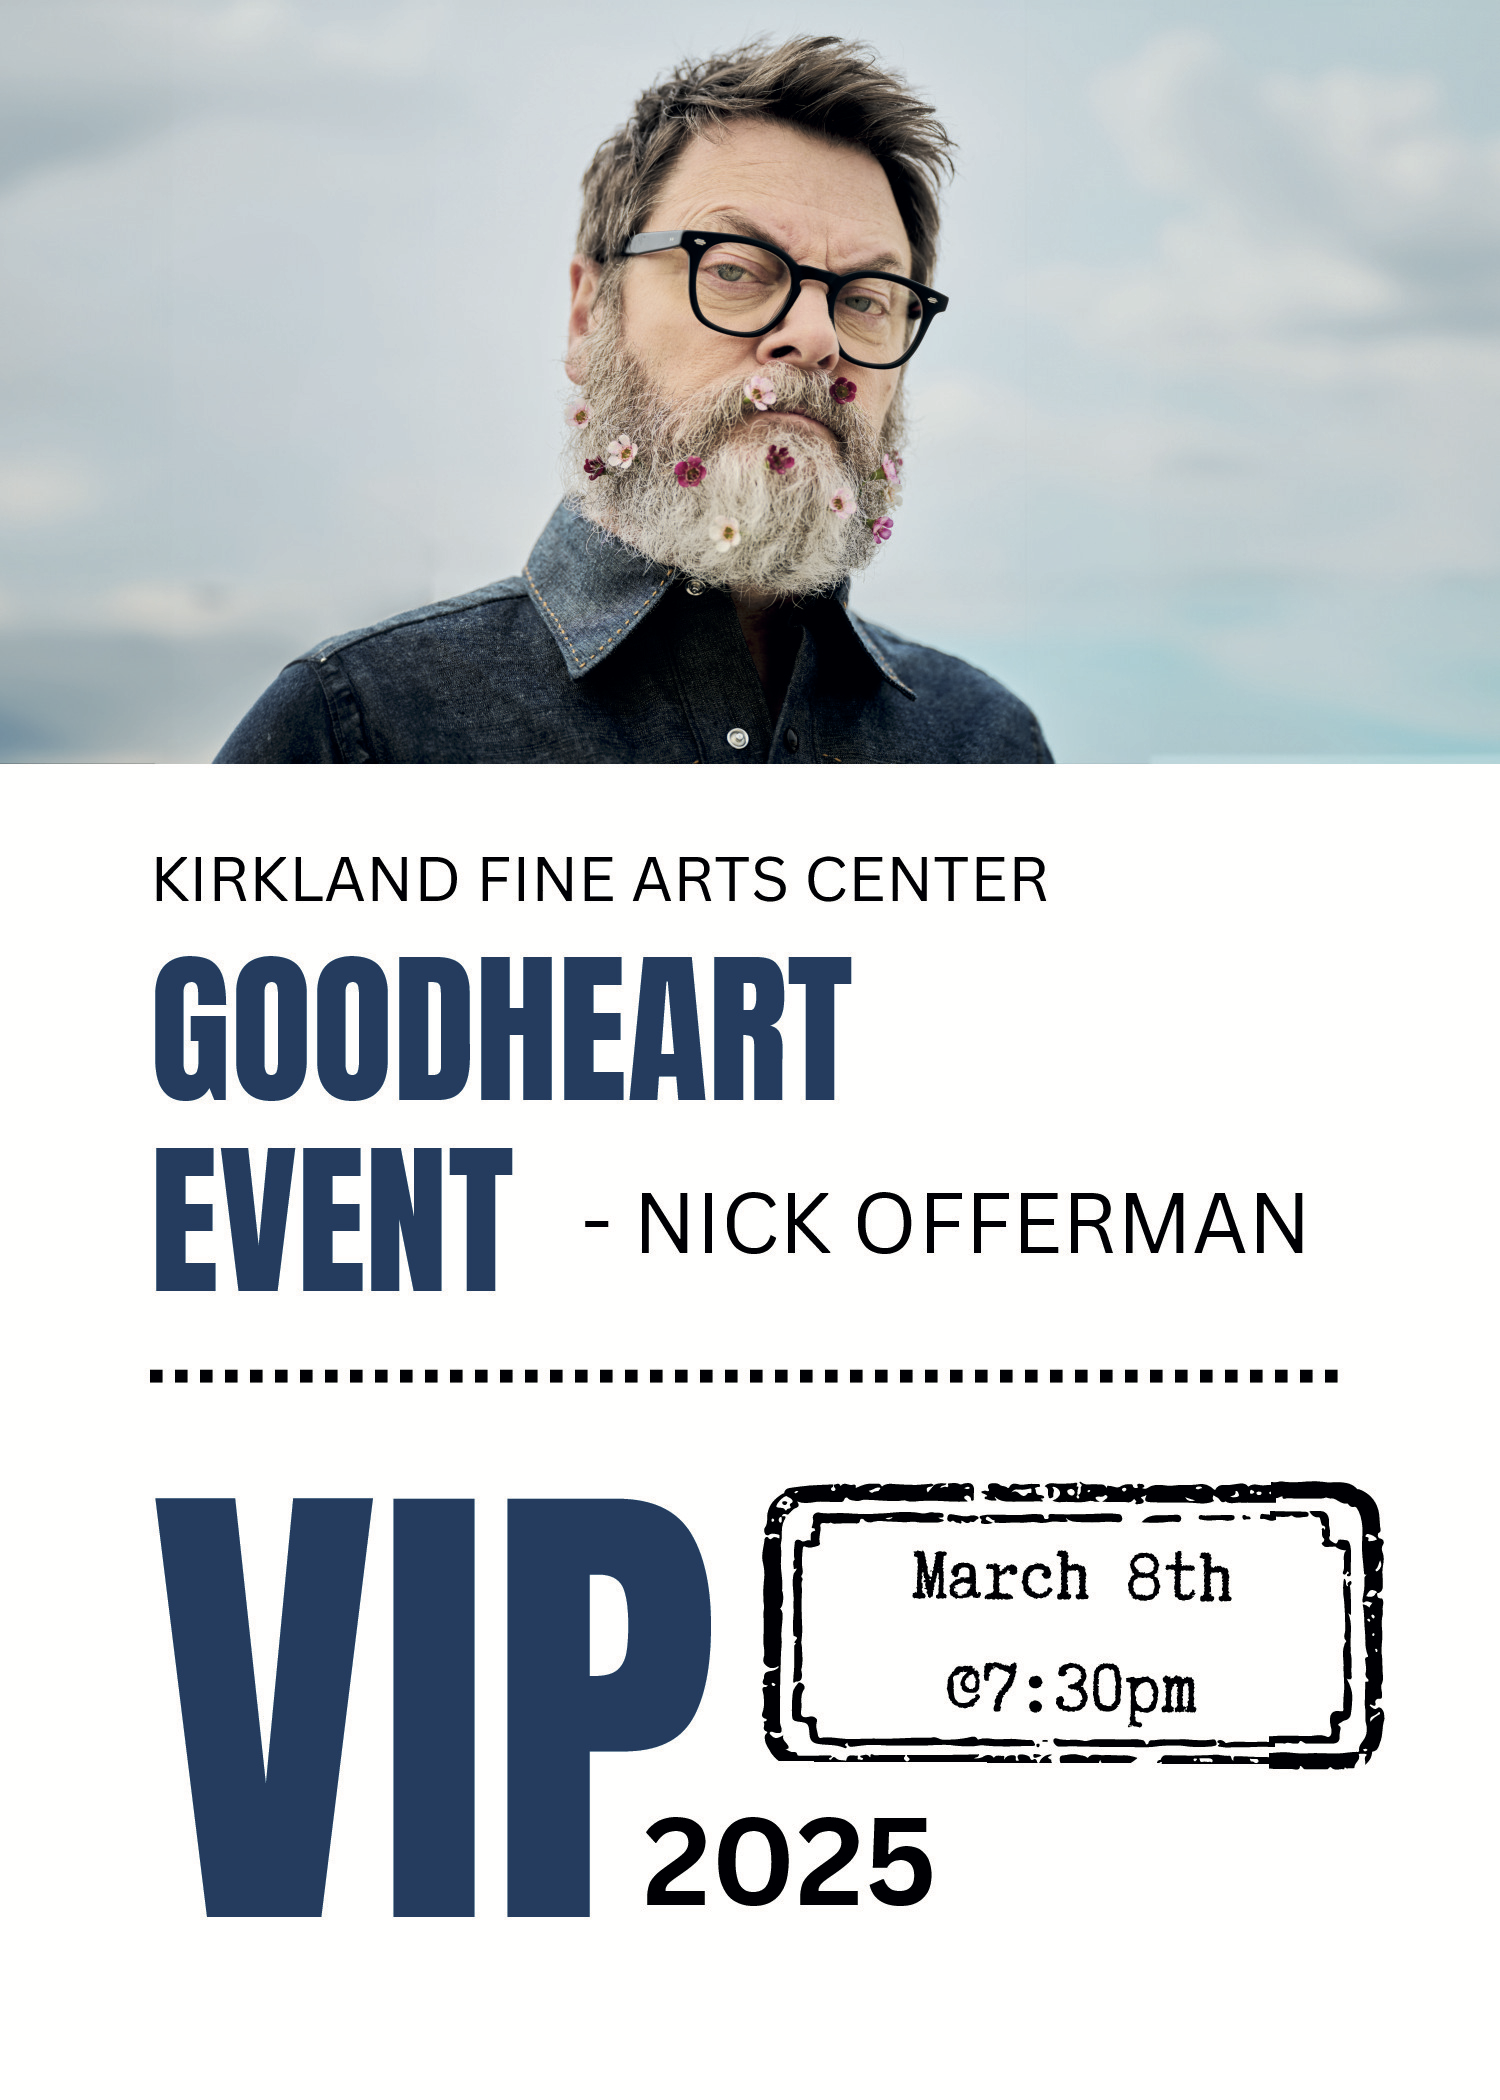 KIRKLAND FINE ARTS CENTER
GOODHEART
EVENT - NICK OFFERMAN
VIP
March 8th
@7:30pm
2025